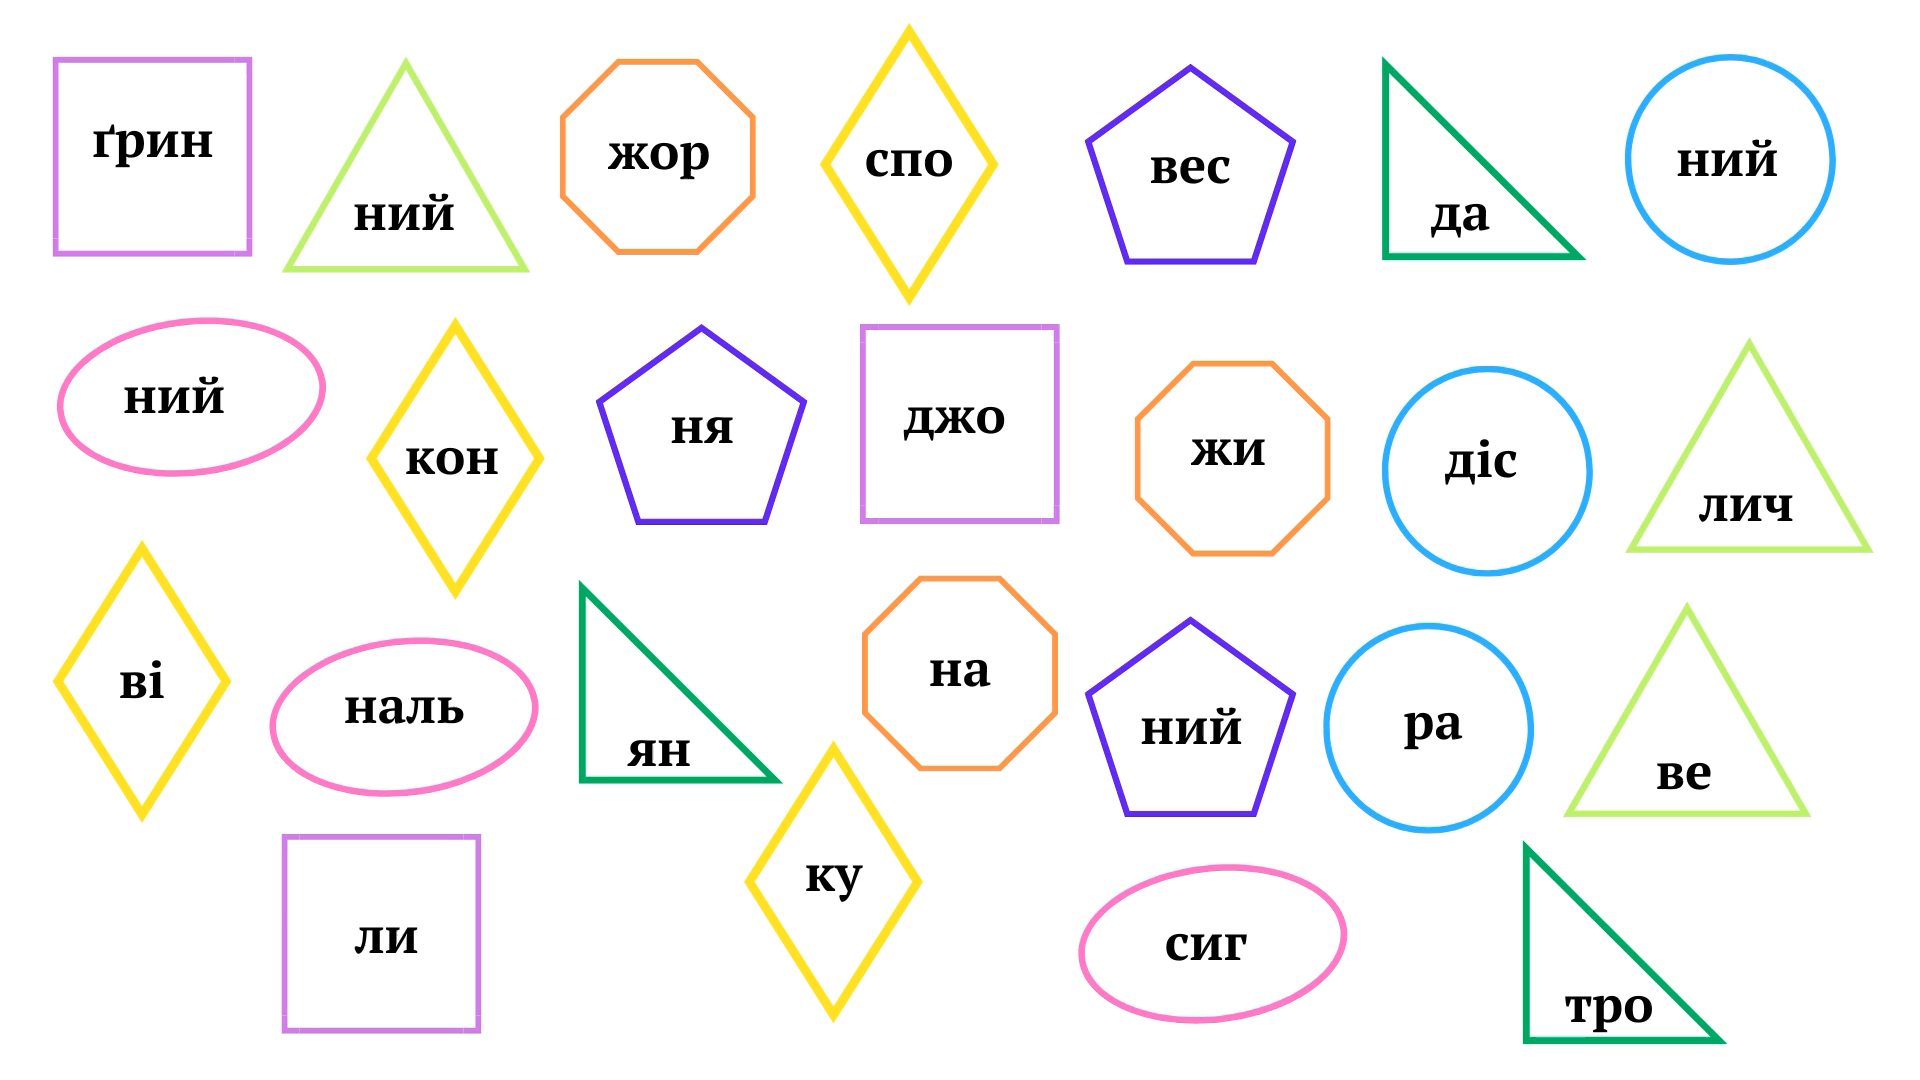 ґрин
ний
жор
спо
вес
да
ний
ний
кон
ня
джо
жи
діс
лич
ві
наль
ян
на
ний
ра
ве
ли
ку
сиг
тро